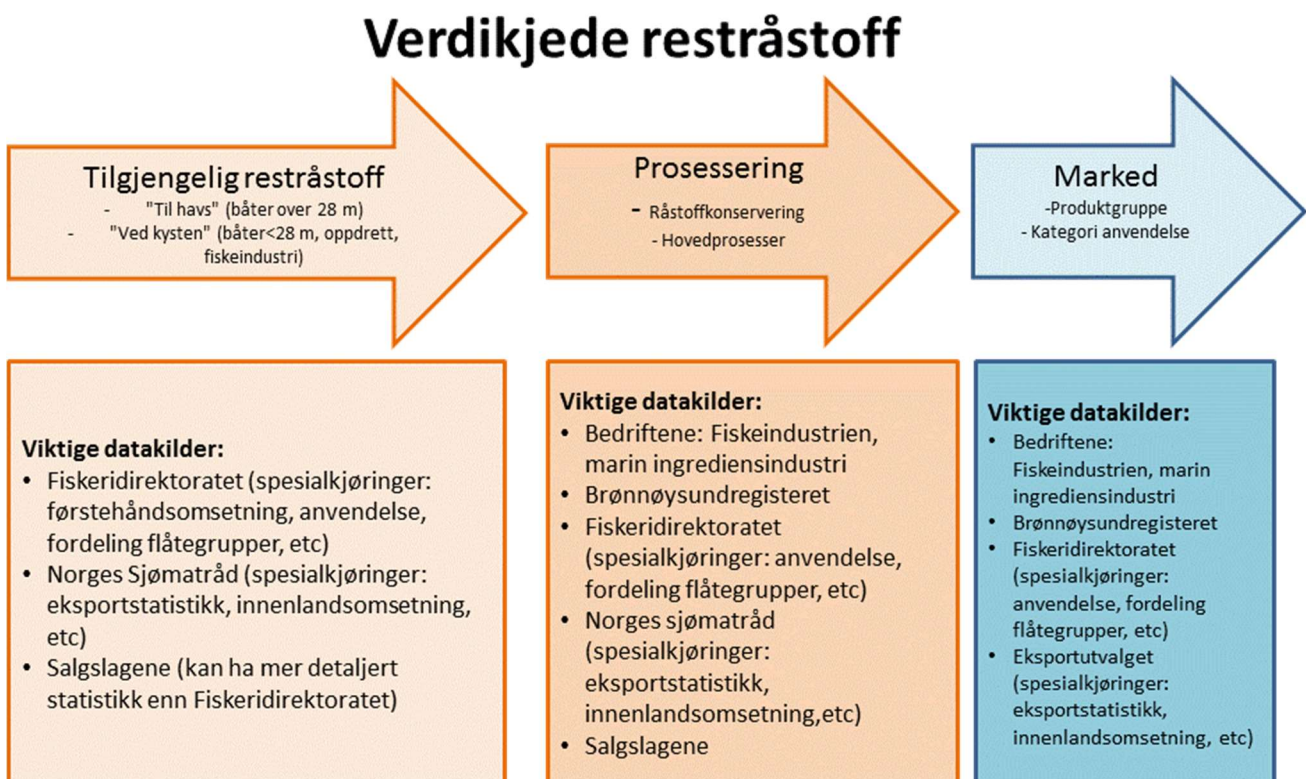 Verdikjede restråstoff
Tilgjengelig restråstoff
- "Til havs" (båter over 28 m)
- "Ved kysten" (båter<28 m, oppdrett,
fiskeindustri)
Prosessering
- Råstoffkonservering
- Hovedprosesser
Marked
-Produktgruppe
- Kategori anvendelse
Viktige datakilder:
• Fiskeridirektoratet (spesialkjøringer:
førstehåndsomsetning, anvendelse,
fordeling flåtegrupper, etc)
• Norges Sjømatråd (spesialkjøringer:
eksportstatistikk, innenlandsomsetning,
etc)
• Salgslagene (kan ha mer detaljert
statistikk enn Fiskeridirektoratet)
Viktige datakilder:
• Bedriftene: Fiskeindustrien,
marin ingrediensindustri
• Brønnøysundregisteret
• Fiskeridirektoratet
(spesialkjøringer: anvendelse,
fordeling flåtegrupper, etc)
• Norges sjømatråd
(spesialkjøringer:
eksportstatistikk,
innenlandsomsetning,etc)
• Salgslagene
Viktige datakilder:
• Bedriftene:
Fiskeindustrien, marin
ingrediensindustri
• Brønnøysundregisteret
• Fiskeridirektoratet
(spesialkjøringer:
anvendelse, fordeling
flåtegrupper, etc)
• Eksportutvalget
(spesialkjøringer:
eksportstatistikk,
innenlandsomsetning, etc)